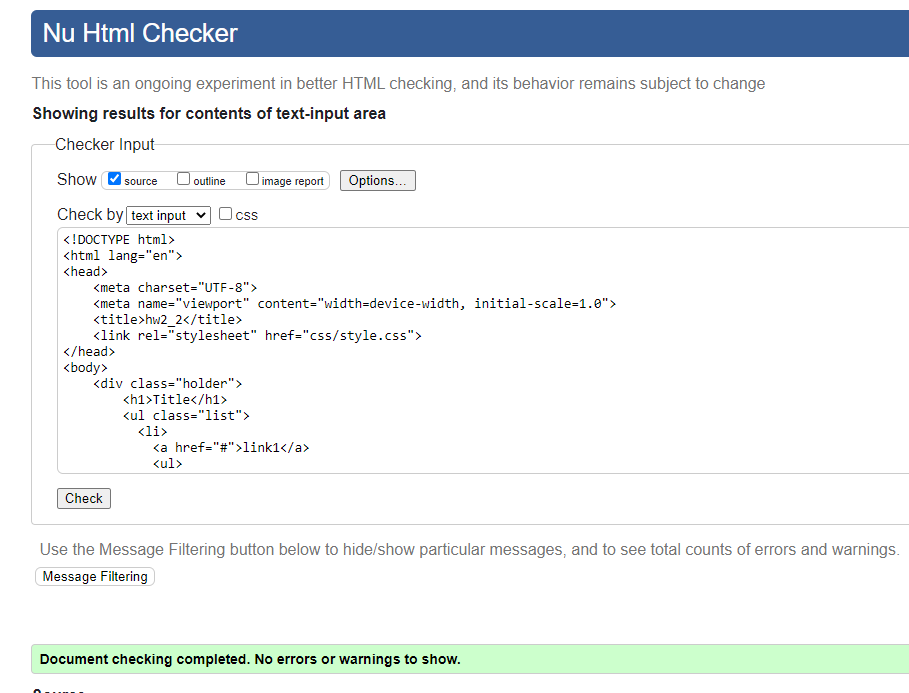 Nu Html Checker
This tool is an ongoing experiment in better HTML checking, and its behavior remains subject to change
Showing results for contents of text-input area
Checker Input
Show source outline image report Options...
Check by text input css
<!DOCTYPE html>
<html lang="en">
<head>
    <meta charset="UTF-8">
    <meta name="viewport" content="width=device-width, initial-scale=1.0">
    <title>hw2_2</title>
    <link rel="stylesheet" href="css/style.css">
</head>
<body>
    <div class="holder">
        <h1>Title</h1>
        <ul class="list">
          <li>
            <a href="#">link1</a>
            <ul>
Check
Use the Message Filtering button below to hide/show particular messages, and to see total counts of errors and warnings.
Message Filtering
Document checking completed. No errors or warnings to show.